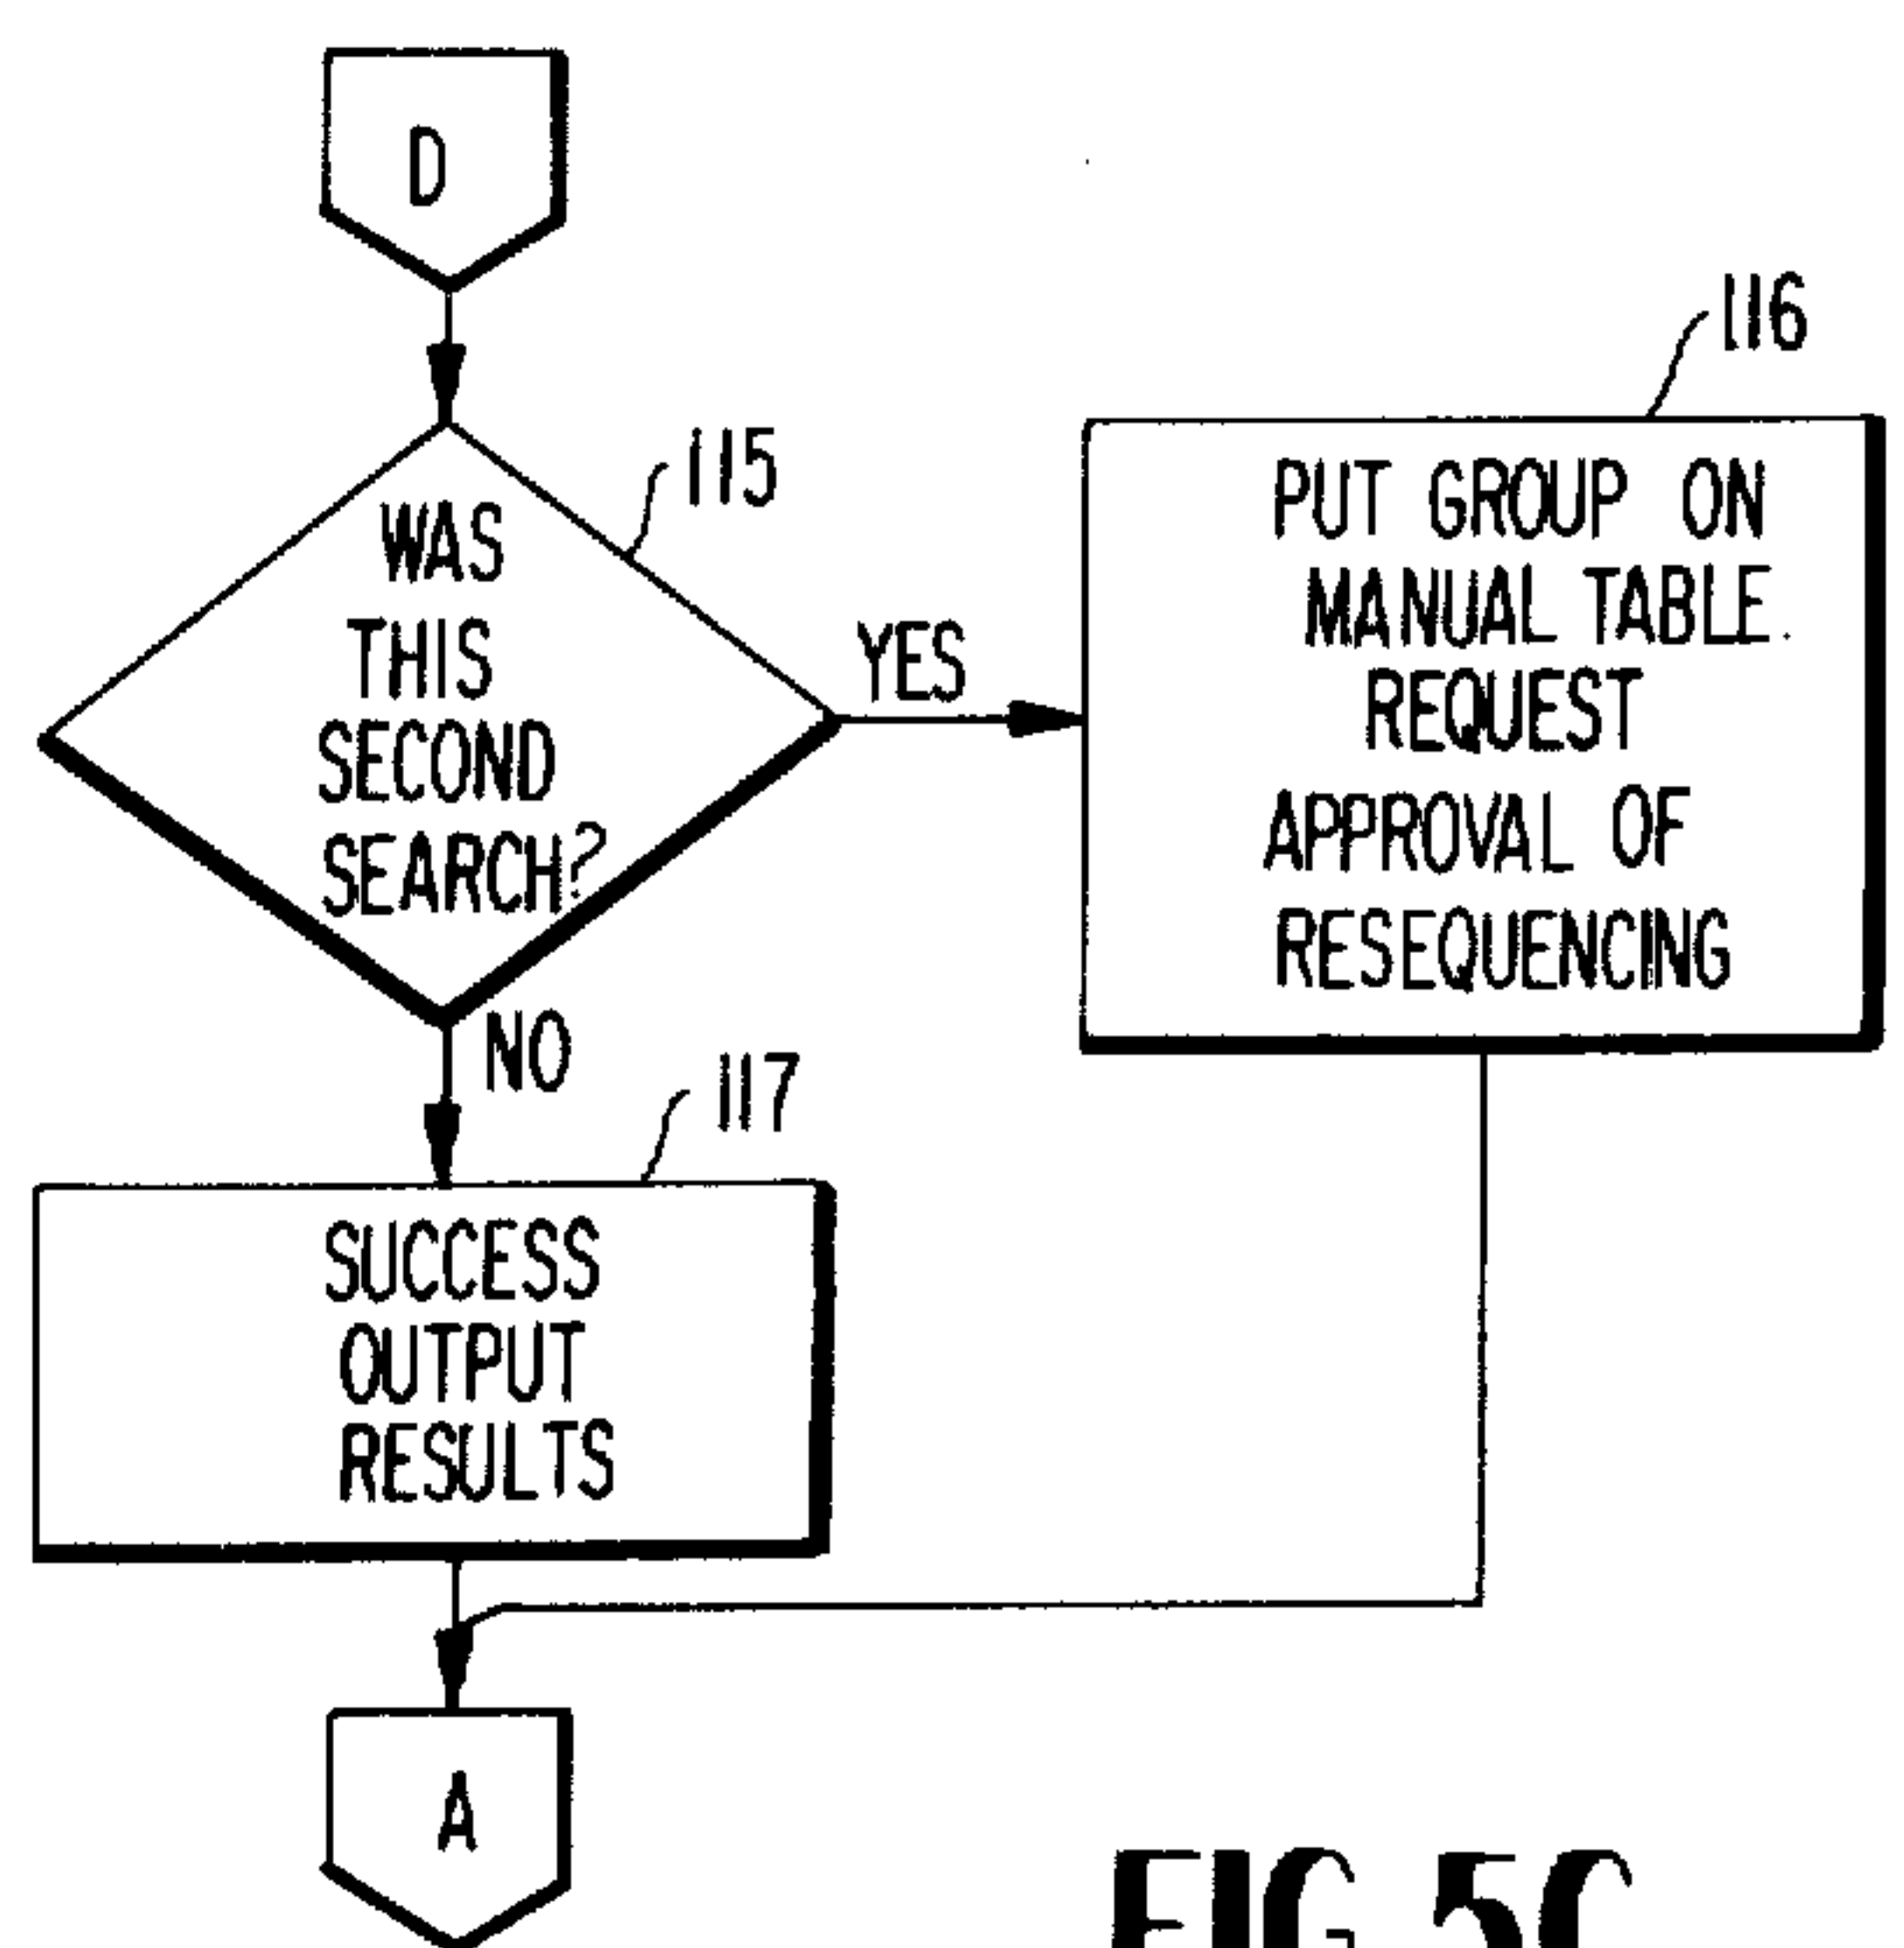 D
115
WAS
THIS
SECOND
SEARCH?
YES
116
PUT GROUP ON
MANUAL TABLE.
REQUEST
APPROVAL OF
RESEQUENCING
NO
117
SUCCESS
OUTPUT
RESULTS
A
FIG 5C